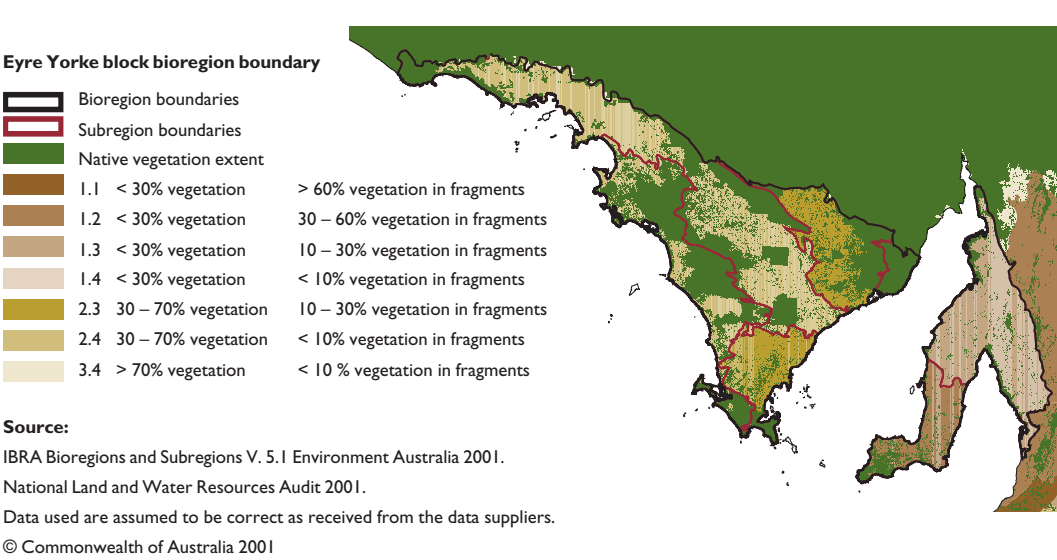 Eyre Yorke block bioregion boundary
Bioregion boundaries
Subregion boundaries
Native vegetation extent
1.1 < 30% vegetation > 60% vegetation in fragments
1.2 < 30% vegetation 30 – 60% vegetation in fragments
1.3 < 30% vegetation 10 – 30% vegetation in fragments
1.4 < 30% vegetation < 10% vegetation in fragments
2.3 30 – 70% vegetation 10 – 30% vegetation in fragments
2.4 30 – 70% vegetation < 10% vegetation in fragments
3.4 > 70% vegetation < 10 % vegetation in fragments
Source:
IBRA Bioregions and Subregions V. 5.1 Environment Australia 2001.
National Land and Water Resources Audit 2001.
Data used are assumed to be correct as received from the data suppliers.
© Commonwealth of Australia 2001